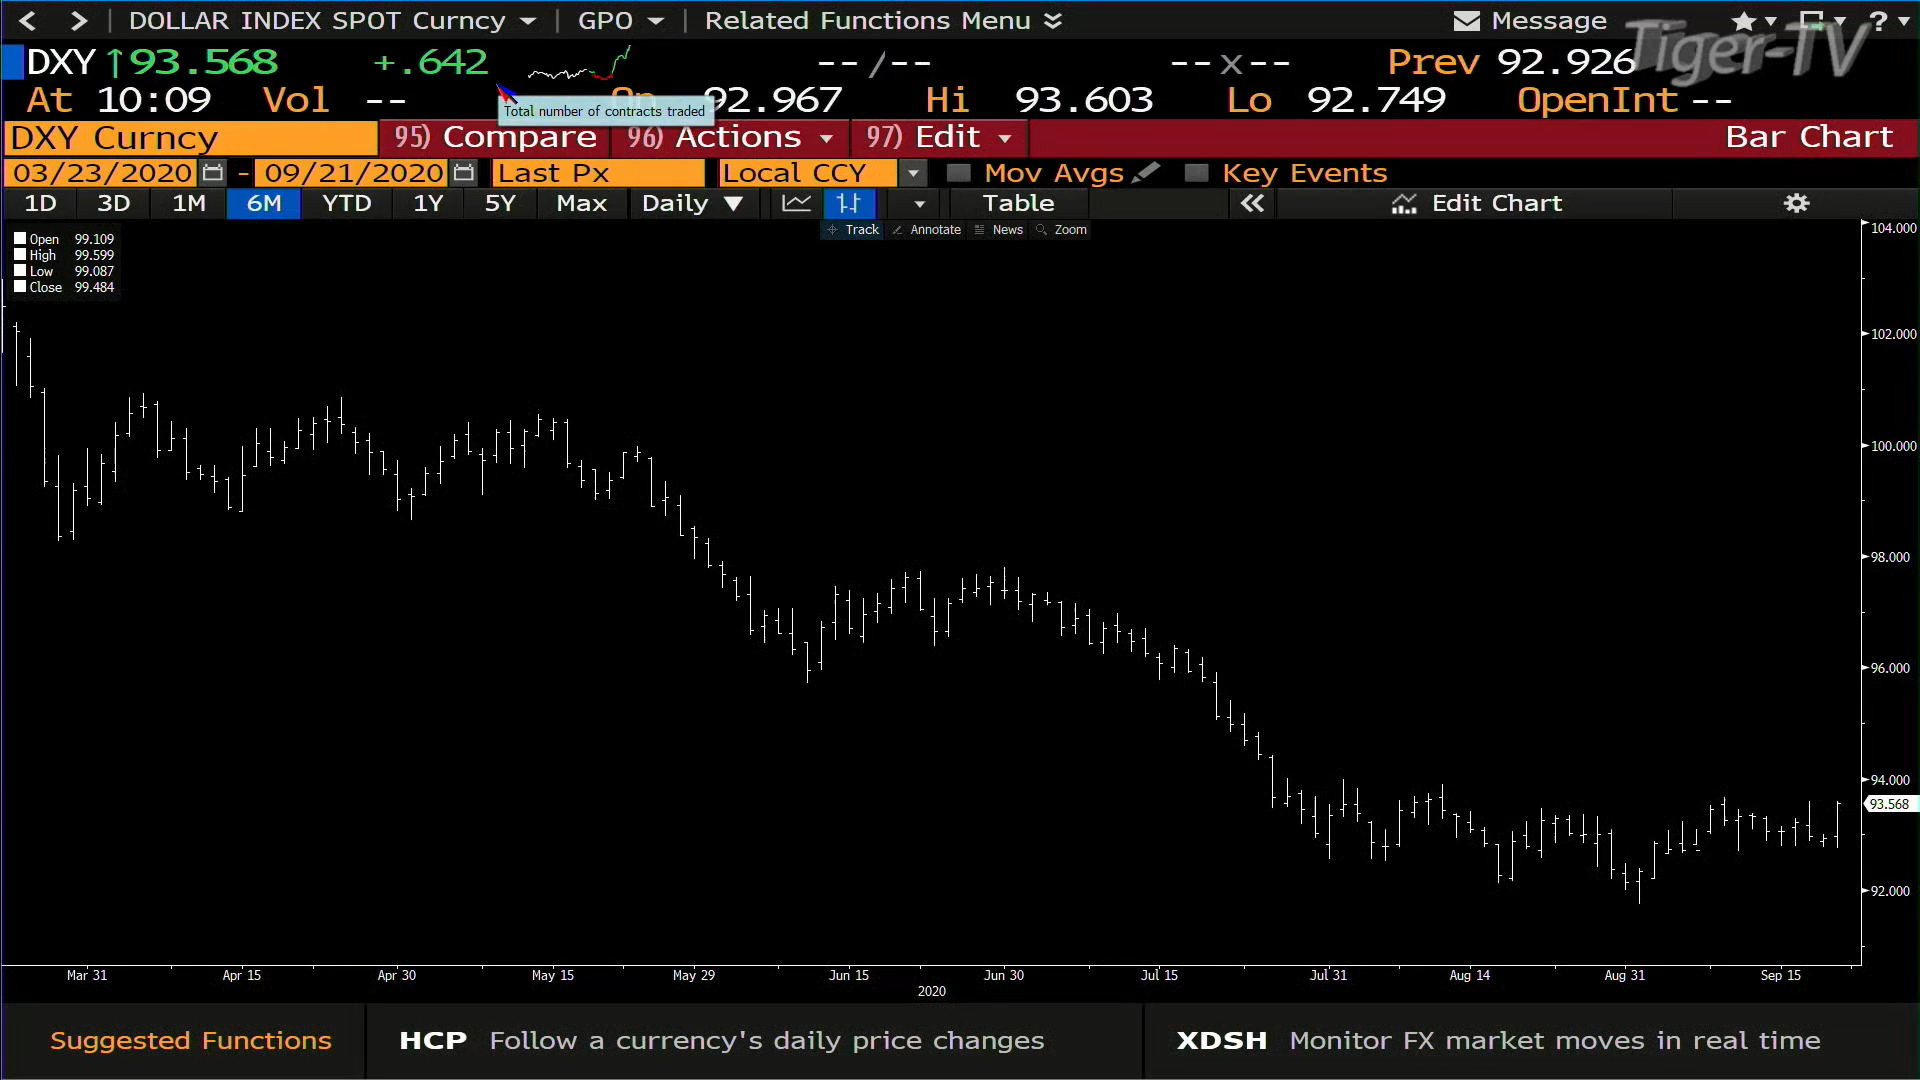 DOLLAR INDEX SPOT Curncy GPO Related Functions Menu Message ?
Tiger-TV
DXY ↑93.568 +.642 --/-- --x-- Prev 92.926
At 10:09 Vol -- On 92.967 Hi 93.603 Lo 92.749 OpenInt --
Total number of contracts traded
DXY Curncy 95) Compare 96) Actions 97) Edit Bar Chart
03/23/2020 - 09/21/2020 Last Px Local CCY Mov Avgs Key Events
1D 3D 1M 6M YTD 1Y 5Y Max Daily Table Edit Chart
Track Annotate News Zoom
Open 99.109
High 99.599
Low 99.087
Close 99.484
104.000
102.000
100.000
98.000
96.000
94.000
93.568
92.000
Mar 31 Apr 15 Apr 30 May 15 May 29 Jun 15 Jun 30 Jul 15 Jul 31 Aug 14 Aug 31 Sep 15
2020
Suggested Functions HCP Follow a currency's daily price changes XDSH Monitor FX market moves in real time